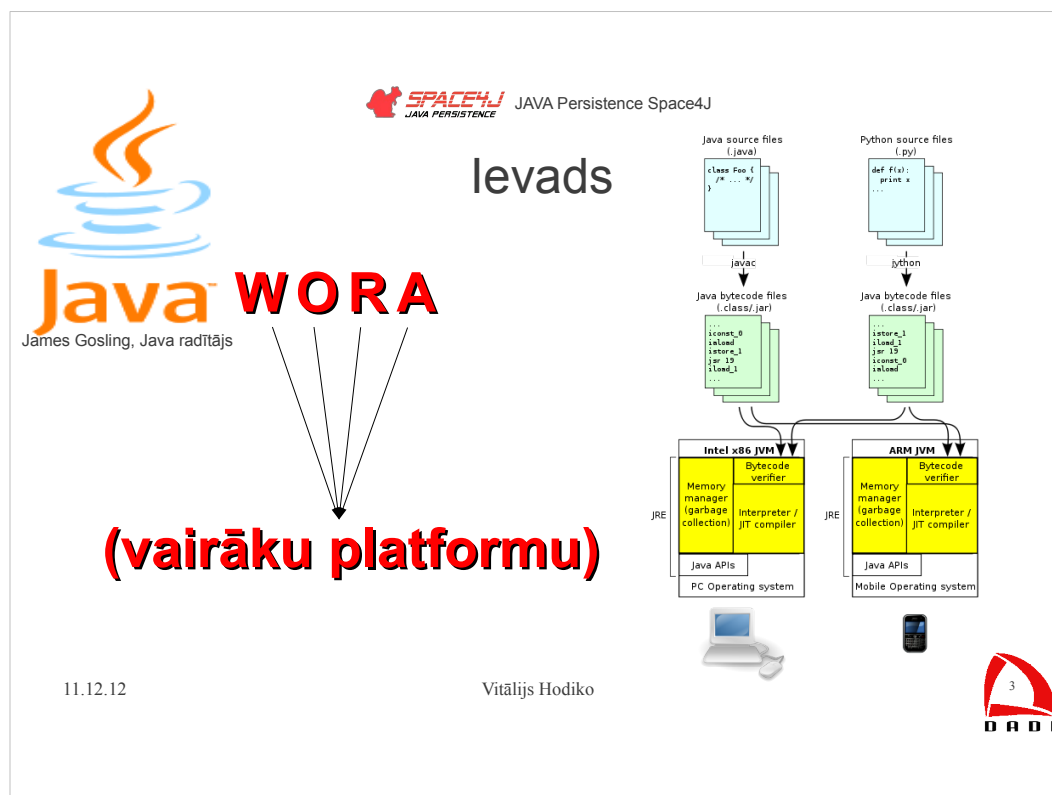 SPACE4J
JAVA PERSISTENCE
JAVA Persistence Space4J
Ievads
Java
James Gosling, Java radītājs
W O R A
(vairāku platformu)
Java source files
(.java)
class Foo {
/* ... */
}
javac
Java bytecode files
(.class/.jar)
...
iconst_0
iaload
istore_1
jsr 19
iload_1
...
Python source files
(.py)
def f(x):
print x
...
jython
Java bytecode files
(.class/.jar)
...
istore_1
iload_1
jsr 19
iconst_0
iaload
...
JRE
Intel x86 JVM
Memory
manager
(garbage
collection)
Bytecode
verifier
Interpreter /
JIT compiler
Java APIs
PC Operating system
JRE
ARM JVM
Memory
manager
(garbage
collection)
Bytecode
verifier
Interpreter /
JIT compiler
Java APIs
Mobile Operating system
11.12.12
Vitālijs Hodiko
3
D A D